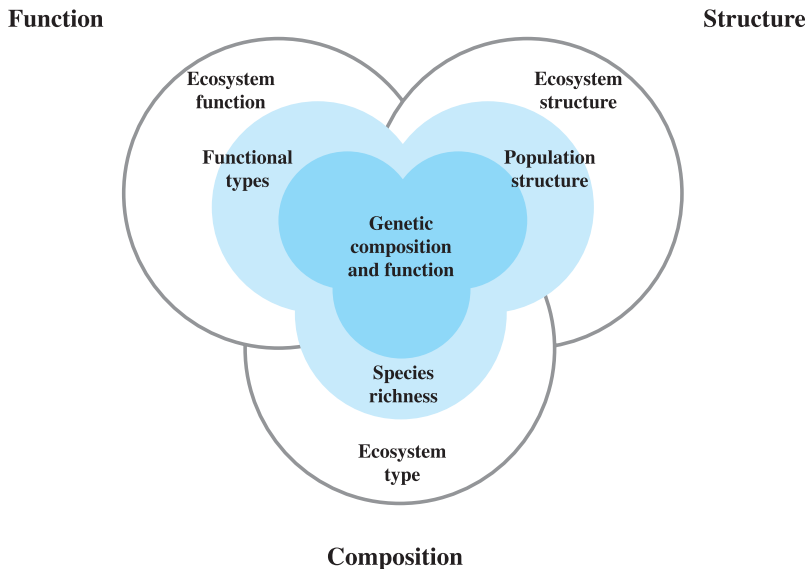 Function
Structure
Ecosystem
function
Ecosystem
structure
Functional
types
Population
structure
Genetic
composition
and function
Species
richness
Ecosystem
type
Composition